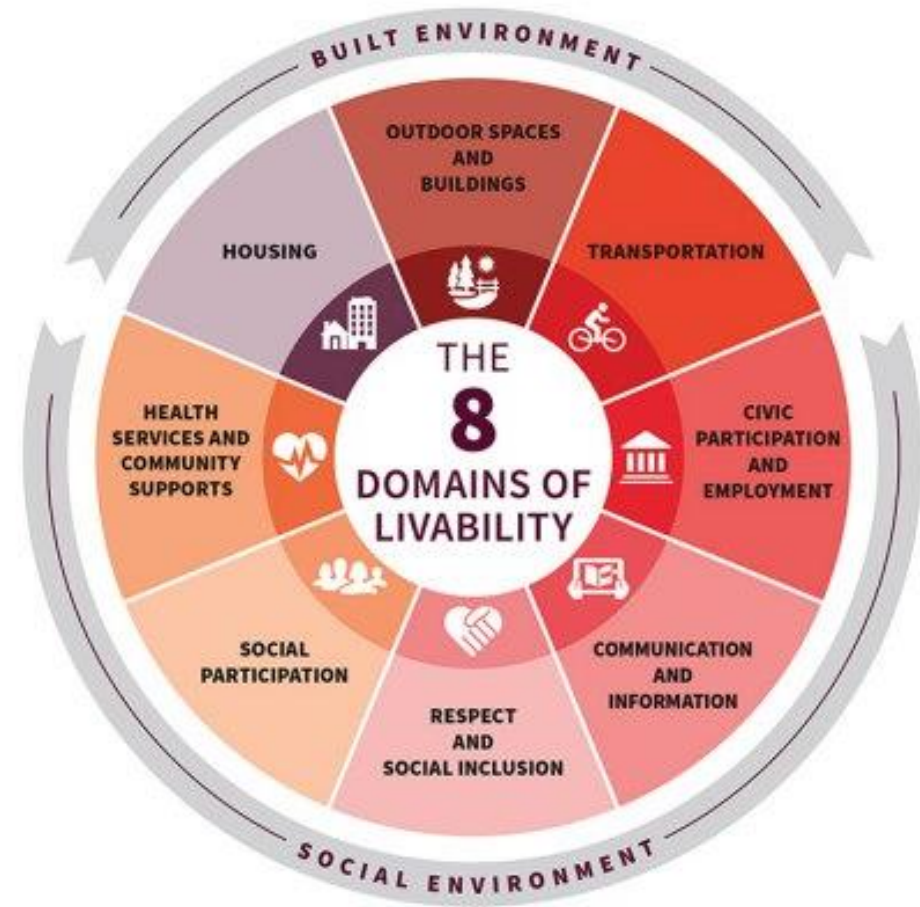 BUILT ENVIRONMENT
OUTDOOR SPACES
AND
BUILDINGS
HOUSING
TRANSPORTATION
THE
8
DOMAINS OF
LIVABILITY
HEALTH
SERVICES AND
COMMUNITY
SUPPORTS
CIVIC
PARTICIPATION
AND
EMPLOYMENT
SOCIAL
PARTICIPATION
COMMUNICATION
AND
INFORMATION
RESPECT
AND
SOCIAL INCLUSION
SOCIAL ENVIRONMENT